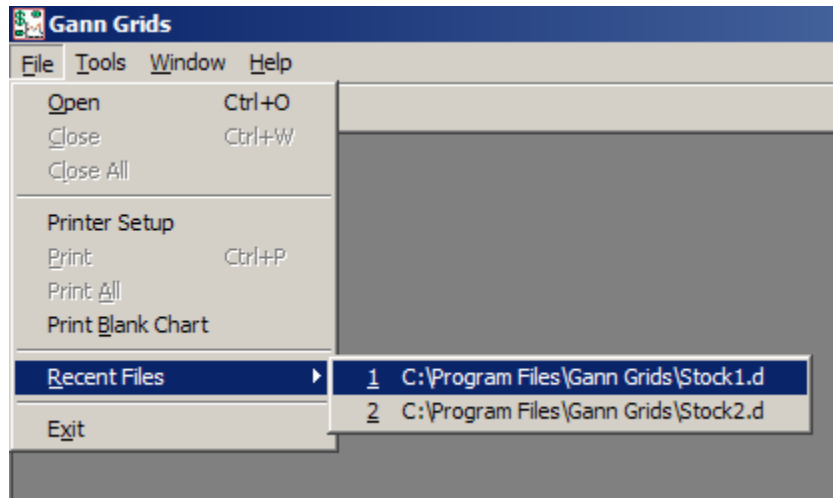 Gann Grids
File Tools Window Help
Open Ctrl+O
Close Ctrl+W
Close All
Printer Setup
Print Ctrl+P
Print All
Print Blank Chart
Recent Files
1 C:\Program Files\Gann Grids\Stock1.d
2 C:\Program Files\Gann Grids\Stock2.d
Exit